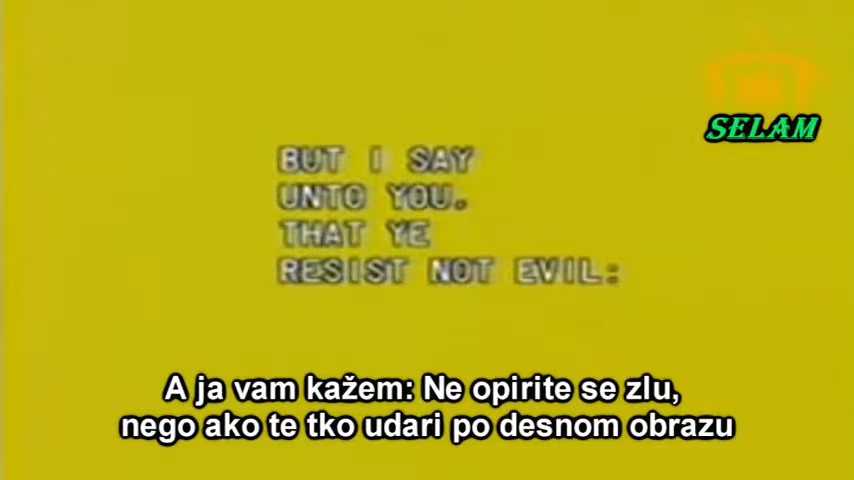 SELAM
BUT I SAY
UNTO YOU.
THAT YE
RESIST NOT EVIL:
A ja vam kažem: Ne opirite se zlu,
nego ako te tko udari po desnom obrazu